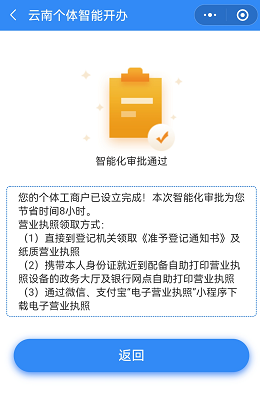 云南个体智能开办
智能化审批通过
您的个体工商户已设立完成！本次智能化审批为您
节省时间8小时。
营业执照领取方式：
（1）直接到登记机关领取《准予登记通知书》及
纸质营业执照
（2）携带本人身份证就近到配备自助打印营业执
照设备的政务大厅及银行网点自助打印营业执照
（3）通过微信、支付宝“电子营业执照”小程序下
载电子营业执照
返回